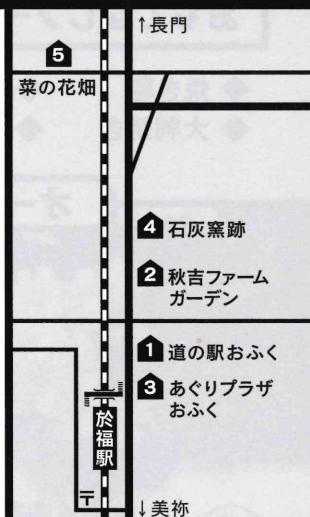 ↑長門
5
菜の花畑
4 石灰窯跡
2 秋吉ファーム
ガーデン
1 道の駅おふく
3 あぐりプラザ
おふく
於福駅
〒
↓美祢